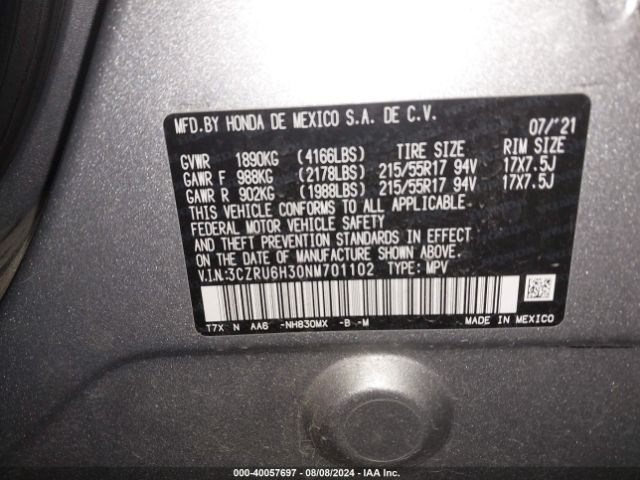 MFD.BY HONDA DE MEXICO S.A. DE C.V.
07/'21
GVWR 1890KG (4166LBS) TIRE SIZE RIM SIZE
GAWR F 988KG (2178LBS) 215/55R17 94V 17X7.5J
GAWR R 902KG (1988LBS) 215/55R17 94V 17X7.5J
THIS VEHICLE CONFORMS TO ALL APPLICABLE
FEDERAL MOTOR VEHICLE SAFETY
AND THEFT PREVENTION STANDARDS IN EFFECT
ON THE DATE OF MANUFACTURE SHOWN ABOVE.
V.I.N:3CZRU6H30NM701102 TYPE: MPV
T7X N AA6 -NH830MX -B -M MADE IN MEXICO
000-40057697 - 08/08/2024 - IAA Inc.